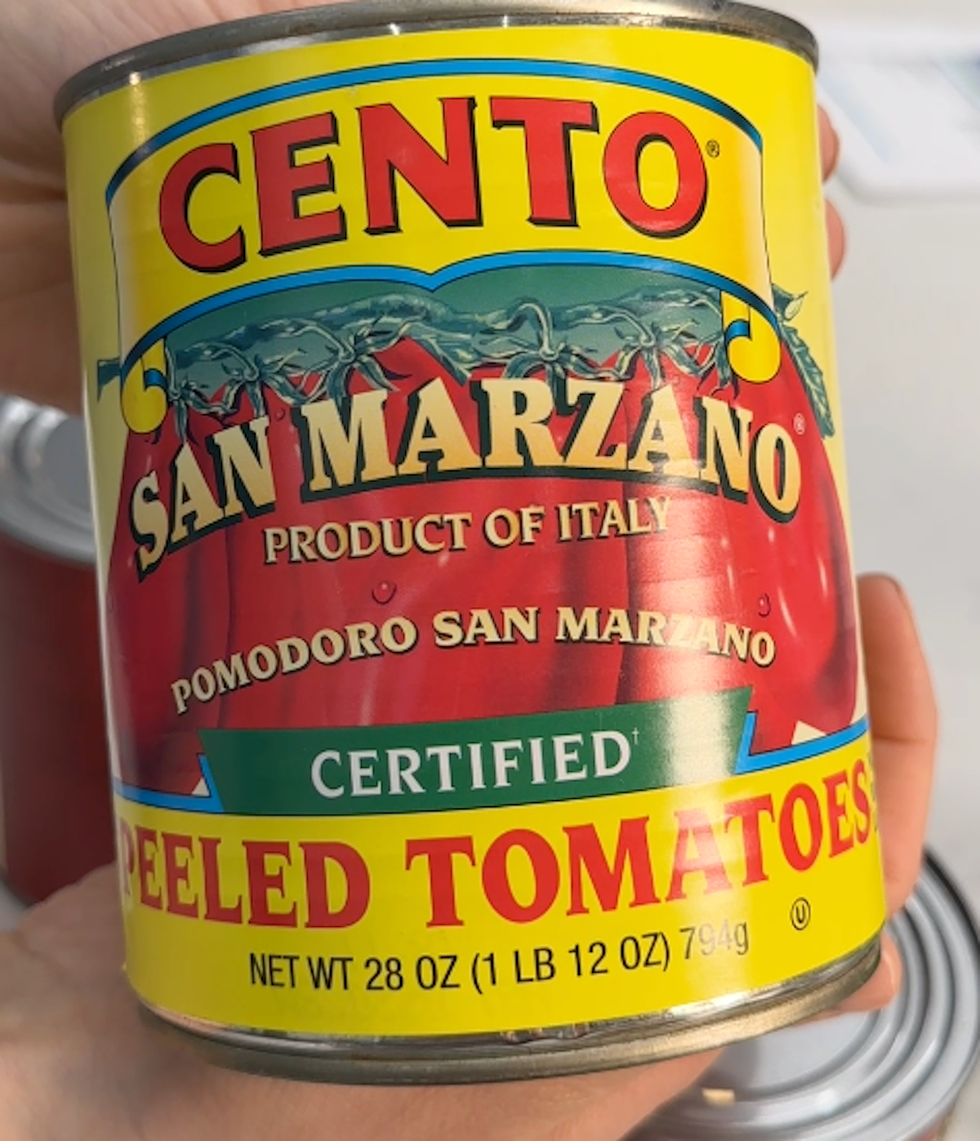 CENTO®
SAN MARZANO®
PRODUCT OF ITALY
POMODORO SAN MARZANO
CERTIFIED†
PEELED TOMATOES
NET WT 28 OZ (1 LB 12 OZ) 794g
U